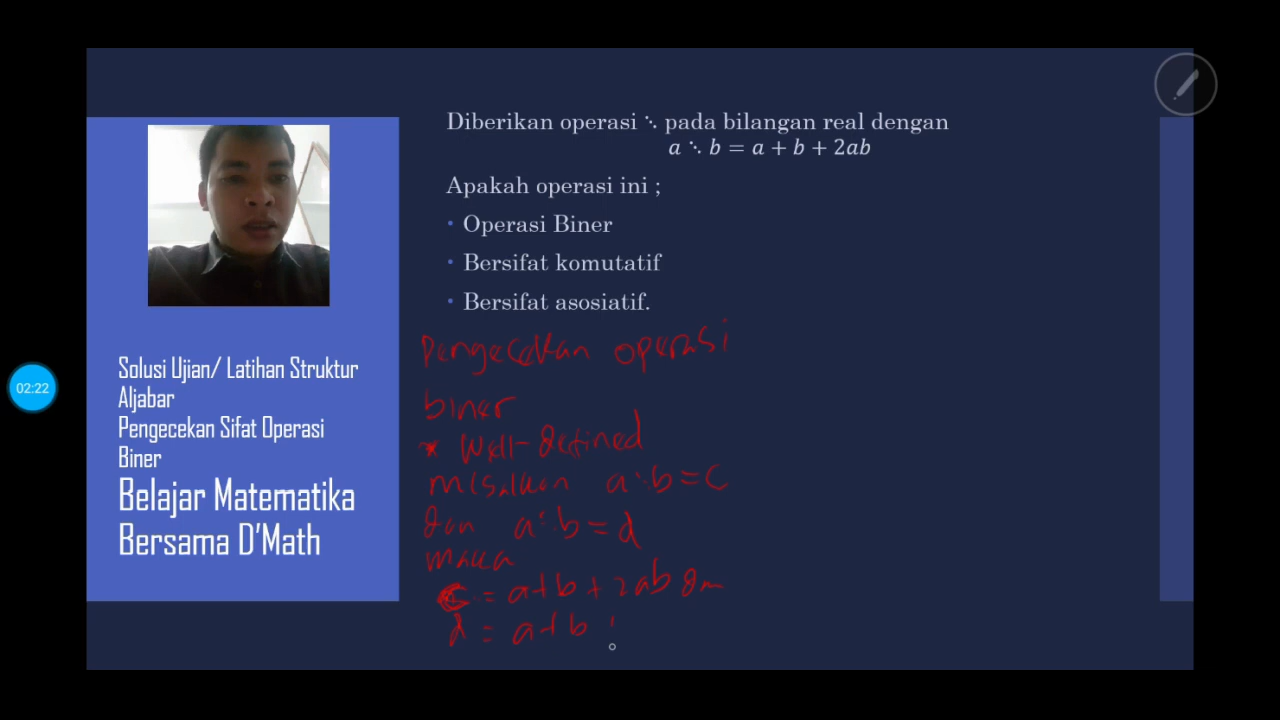 Diberikan operasi ⋱ pada bilangan real dengan
a ⋱ b = a + b + 2ab
Apakah operasi ini ;
• Operasi Biner
• Bersifat komutatif
• Bersifat asosiatif.
Pengecekan operasi
biner
* Well-defined
misalkan a⋱b = c
dan a⋱b = d
maka
c = a+b + 2ab dan
d = a+b
02:22
Solusi Ujian/ Latihan Struktur
Aljabar
Pengecekan Sifat Operasi
Biner
Belajar Matematika
Bersama D'Math